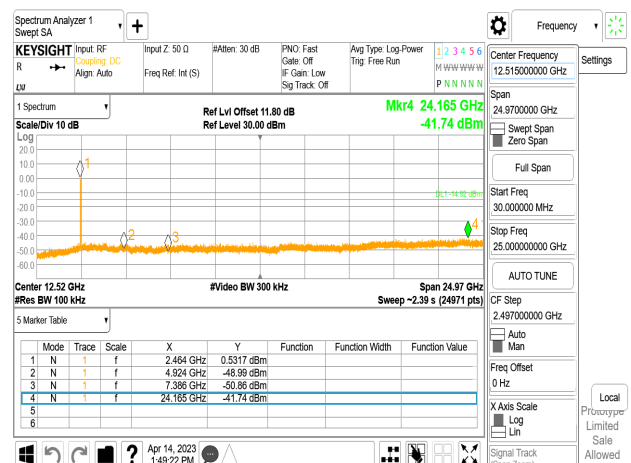 Spectrum Analyzer 1
Swept SA
Frequency
KEYSIGHT
R
LXI
Input: RF
Coupling: DC
Align: Auto
Input Z: 50 Ω
Freq Ref: Int (S)
#Atten: 30 dB
PNO: Fast
Gate: Off
IF Gain: Low
Sig Track: Off
Avg Type: Log-Power
Trig: Free Run
1 2 3 4 5 6
M W W W W W
P N N N N N
1 Spectrum
Scale/Div 10 dB
Ref Lvl Offset 11.80 dB
Ref Level 30.00 dBm
Mkr4 24.165 GHz
-41.74 dBm
Log
20.0
10.0
0.00
-10.0
-20.0
-30.0
-40.0
-50.0
-60.0
1
2
3
4
DL1 -14.92 dBm
Center 12.52 GHz
#Res BW 100 kHz
#Video BW 300 kHz
Span 24.97 GHz
Sweep ~2.39 s (24971 pts)
5 Marker Table
Mode Trace Scale X Y Function Function Width Function Value
1 N 1 f 2.464 GHz 0.5317 dBm
2 N 1 f 4.924 GHz -48.99 dBm
3 N 1 f 7.386 GHz -50.86 dBm
4 N 1 f 24.165 GHz -41.74 dBm
5
6
?
Apr 14, 2023
1:49:22 PM
Center Frequency
12.515000000 GHz
Settings
Span
24.9700000 GHz
Swept Span
Zero Span
Full Span
Start Freq
30.000000 MHz
Stop Freq
25.000000000 GHz
AUTO TUNE
CF Step
2.497000000 GHz
Auto
Man
Freq Offset
0 Hz
X Axis Scale
Log
Lin
Signal Track
(Span Zoom)
Local
Prototype
Limited
Sale
Allowed